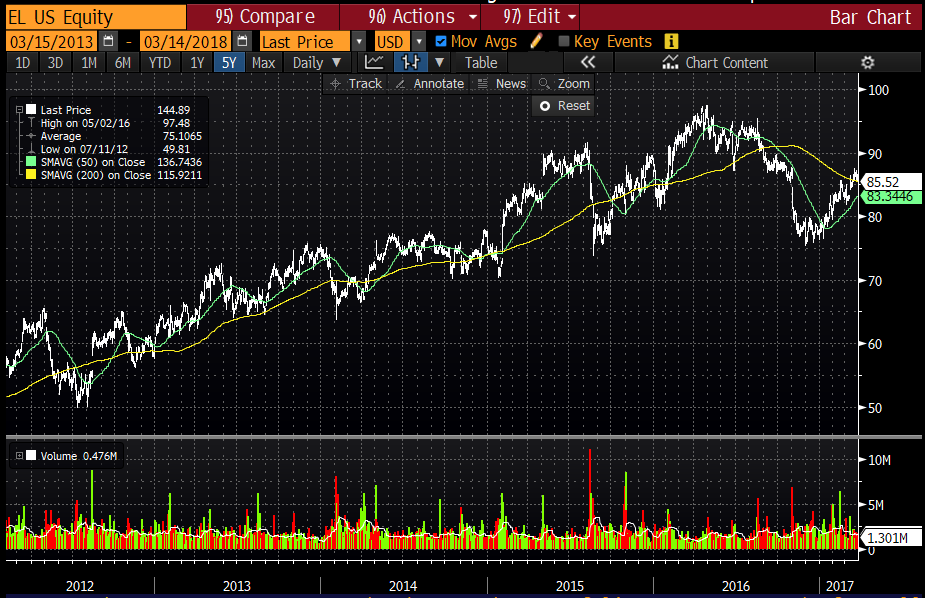 EL US Equity 95) Compare 96) Actions 97) Edit Bar Chart
03/15/2013 - 03/14/2018 Last Price USD Mov Avgs Key Events
1D 3D 1M 6M YTD 1Y 5Y Max Daily ▼ Table « Chart Content
Track Annotate News Zoom
Reset
Last Price 144.89
High on 05/02/16 97.48
Average 75.1065
Low on 07/11/12 49.81
SMAVG (50) on Close 136.7436
SMAVG (200) on Close 115.9211
100
90
85.52
83.3446
80
70
60
50
Volume 0.476M
10M
5M
1.301M
0
2012 2013 2014 2015 2016 2017